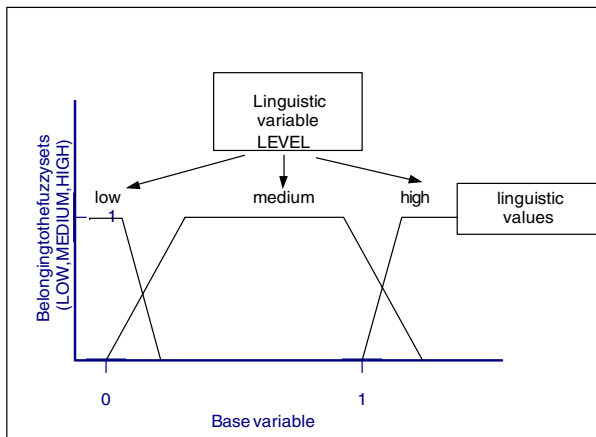 Linguistic
variable
LEVEL
low
medium
high
linguistic
values
1
Belongingtothefuzzysets
(LOW,MEDIUM,HIGH)
0
1
Base variable